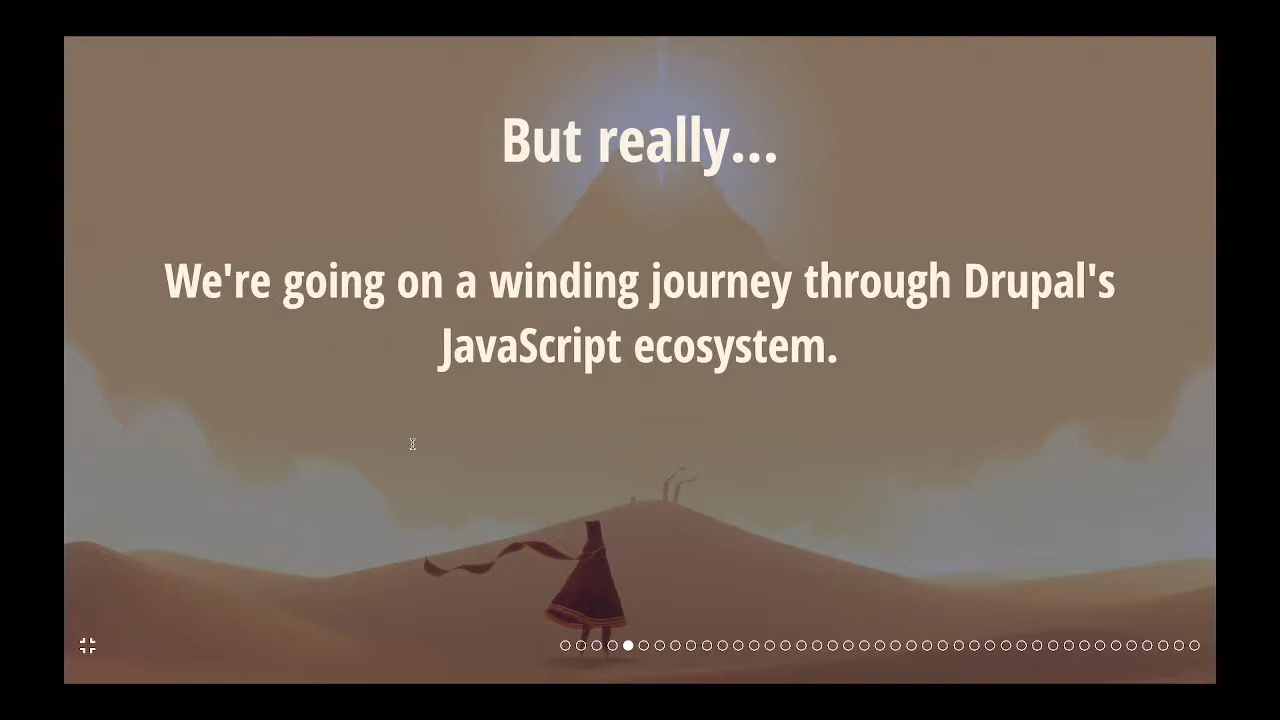 But really...
We're going on a winding journey through Drupal's
JavaScript ecosystem.